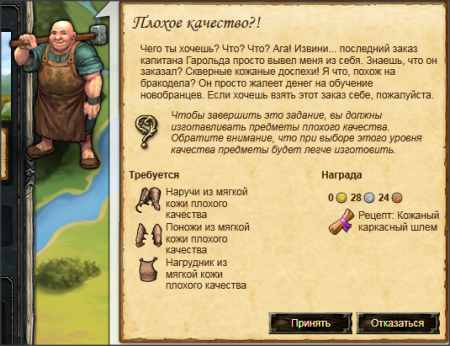 Плохое качество?!
Чего ты хочешь? Что? Что? Ага! Извини... последний заказ
капитана Гарольда просто вывел меня из себя. Знаешь, что он
заказал? Скверные кожаные доспехи! Я что, похож на
бракодела? Он просто жалеет денег на обучение
новобранцев. Если хочешь взять этот заказ себе, пожалуйста.
Чтобы завершить это задание, вы должны
изготавливать предметы плохого качества.
Обратите внимание, что при выборе этого уровня
качества предметы будет легче изготовить.
Требуется
Наручи из мягкой
кожи плохого
качества
Поножи из мягкой
кожи плохого
качества
Нагрудник из
мягкой кожи
плохого качества
Награда
0 28 24
Рецепт: Кожаный
каркасный шлем
Принять
Отказаться